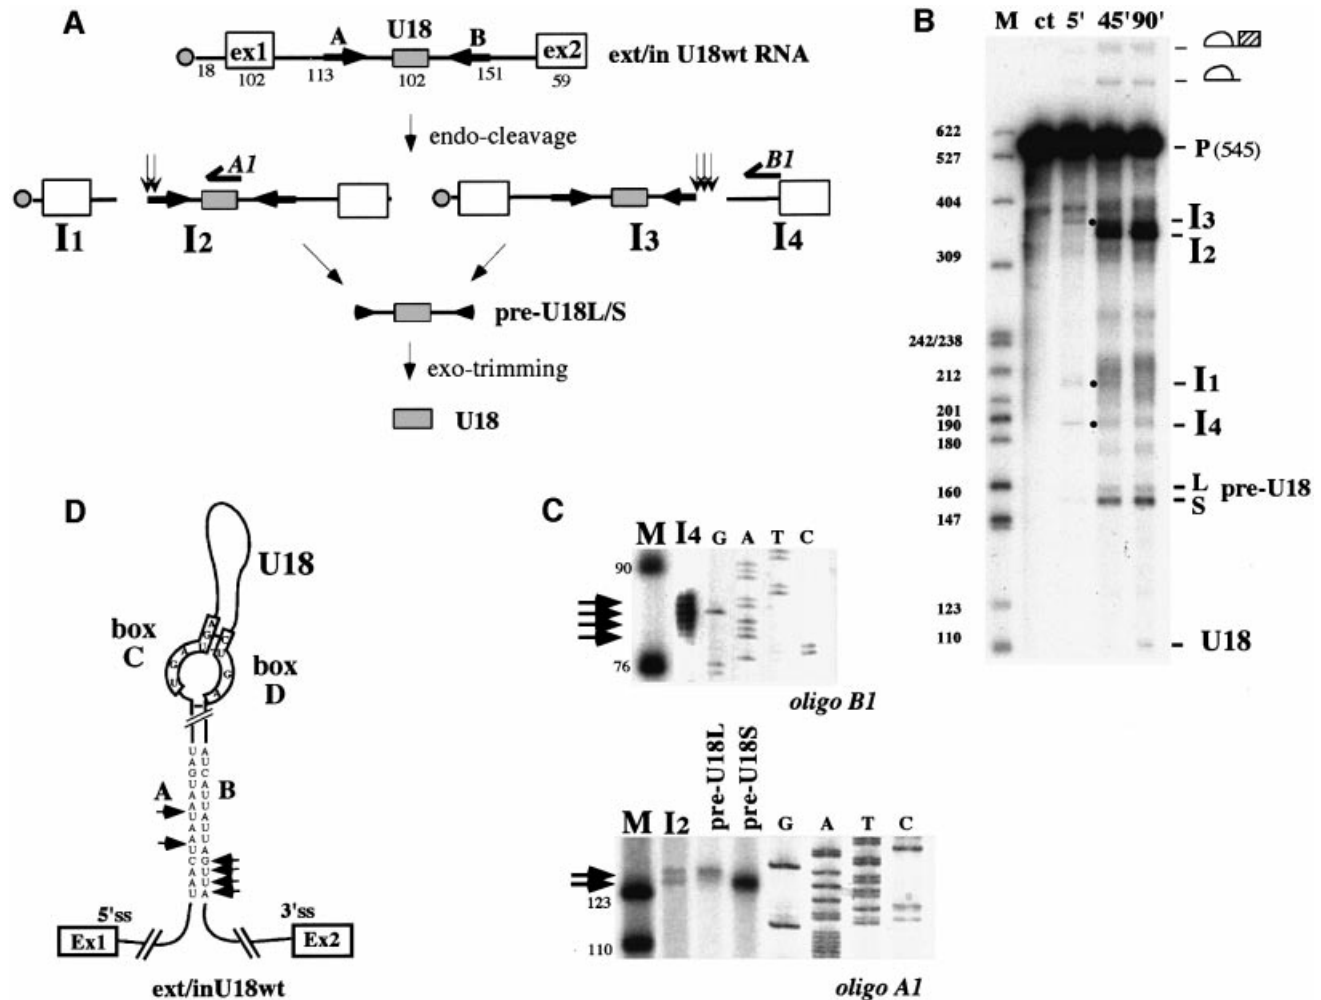 A
U18
A
B
ex1
ex2
ext/in U18wt RNA
18
102
113
102
151
59
endo-cleavage
A1
B1
I1
I2
I3
I4
pre-U18L/S
exo-trimming
U18
B
M ct 5' 45' 90'
622
527
404
309
242/238
212
201
190
180
160
147
123
110
P (545)
I3
I2
I1
I4
L
S
pre-U18
U18
D
U18
box
C
box
D
A
B
5'ss
3'ss
Ex1
Ex2
ext/inU18wt
C
M I4 G A T C
90
76
oligo B1
pre-U18L
pre-U18S
M I2 G A T C
123
110
oligo A1